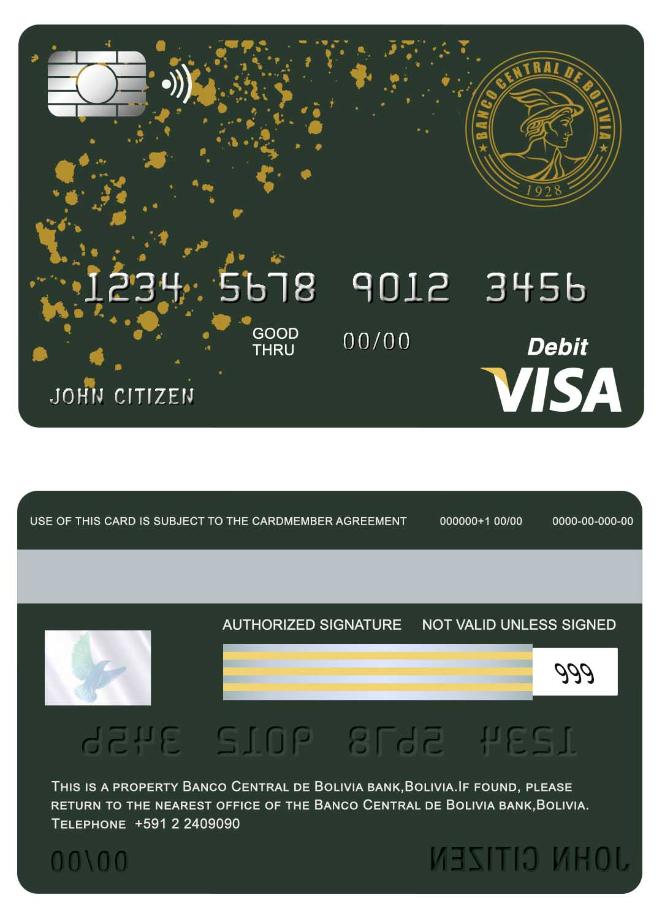 BANCO CENTRAL DE BOLIVIA
1928
1234 5678 9012 3456
GOOD THRU 00/00
Debit
VISA
JOHN CITIZEN
USE OF THIS CARD IS SUBJECT TO THE CARDMEMBER AGREEMENT 000000+1 00/00 0000-00-000-00
AUTHORIZED SIGNATURE NOT VALID UNLESS SIGNED
999
1234 5678 9012 3456
THIS IS A PROPERTY BANCO CENTRAL DE BOLIVIA BANK,BOLIVIA.IF FOUND, PLEASE
RETURN TO THE NEAREST OFFICE OF THE BANCO CENTRAL DE BOLIVIA BANK,BOLIVIA.
TELEPHONE +591 2 2409090
00/00 JOHN CITIZEN